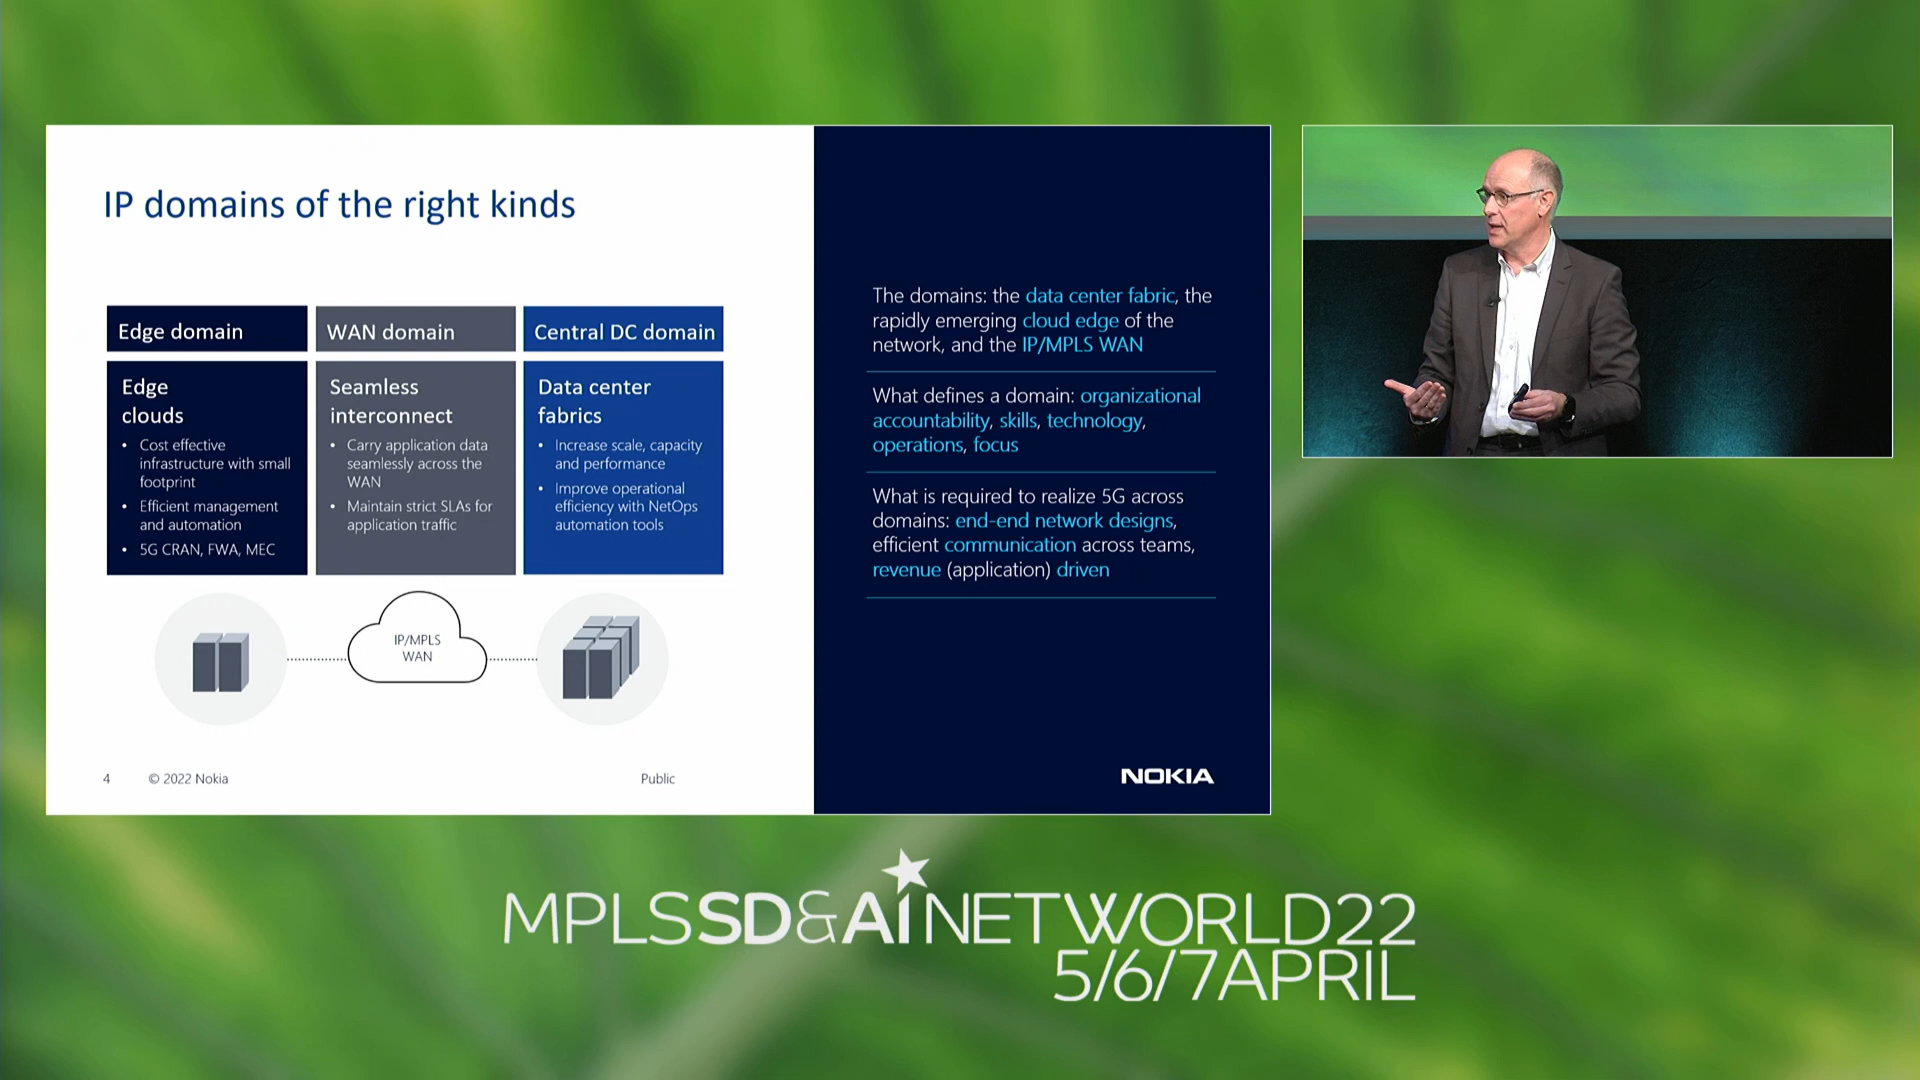 IP domains of the right kinds
Edge domain
Edge
clouds
• Cost effective
infrastructure with small
footprint
• Efficient management
and automation
• 5G CRAN, FWA, MEC
WAN domain
Seamless
interconnect
• Carry application data
seamlessly across the
WAN
• Maintain strict SLAs for
application traffic
Central DC domain
Data center
fabrics
• Increase scale, capacity
and performance
• Improve operational
efficiency with NetOps
automation tools
IP/MPLS
WAN
4
© 2022 Nokia
Public
The domains: the data center fabric, the
rapidly emerging cloud edge of the
network, and the IP/MPLS WAN
What defines a domain: organizational
accountability, skills, technology,
operations, focus
What is required to realize 5G across
domains: end-end network designs,
efficient communication across teams,
revenue (application) driven
NOKIA
MPLSSD&AINETWORLD22
5/6/7APRIL